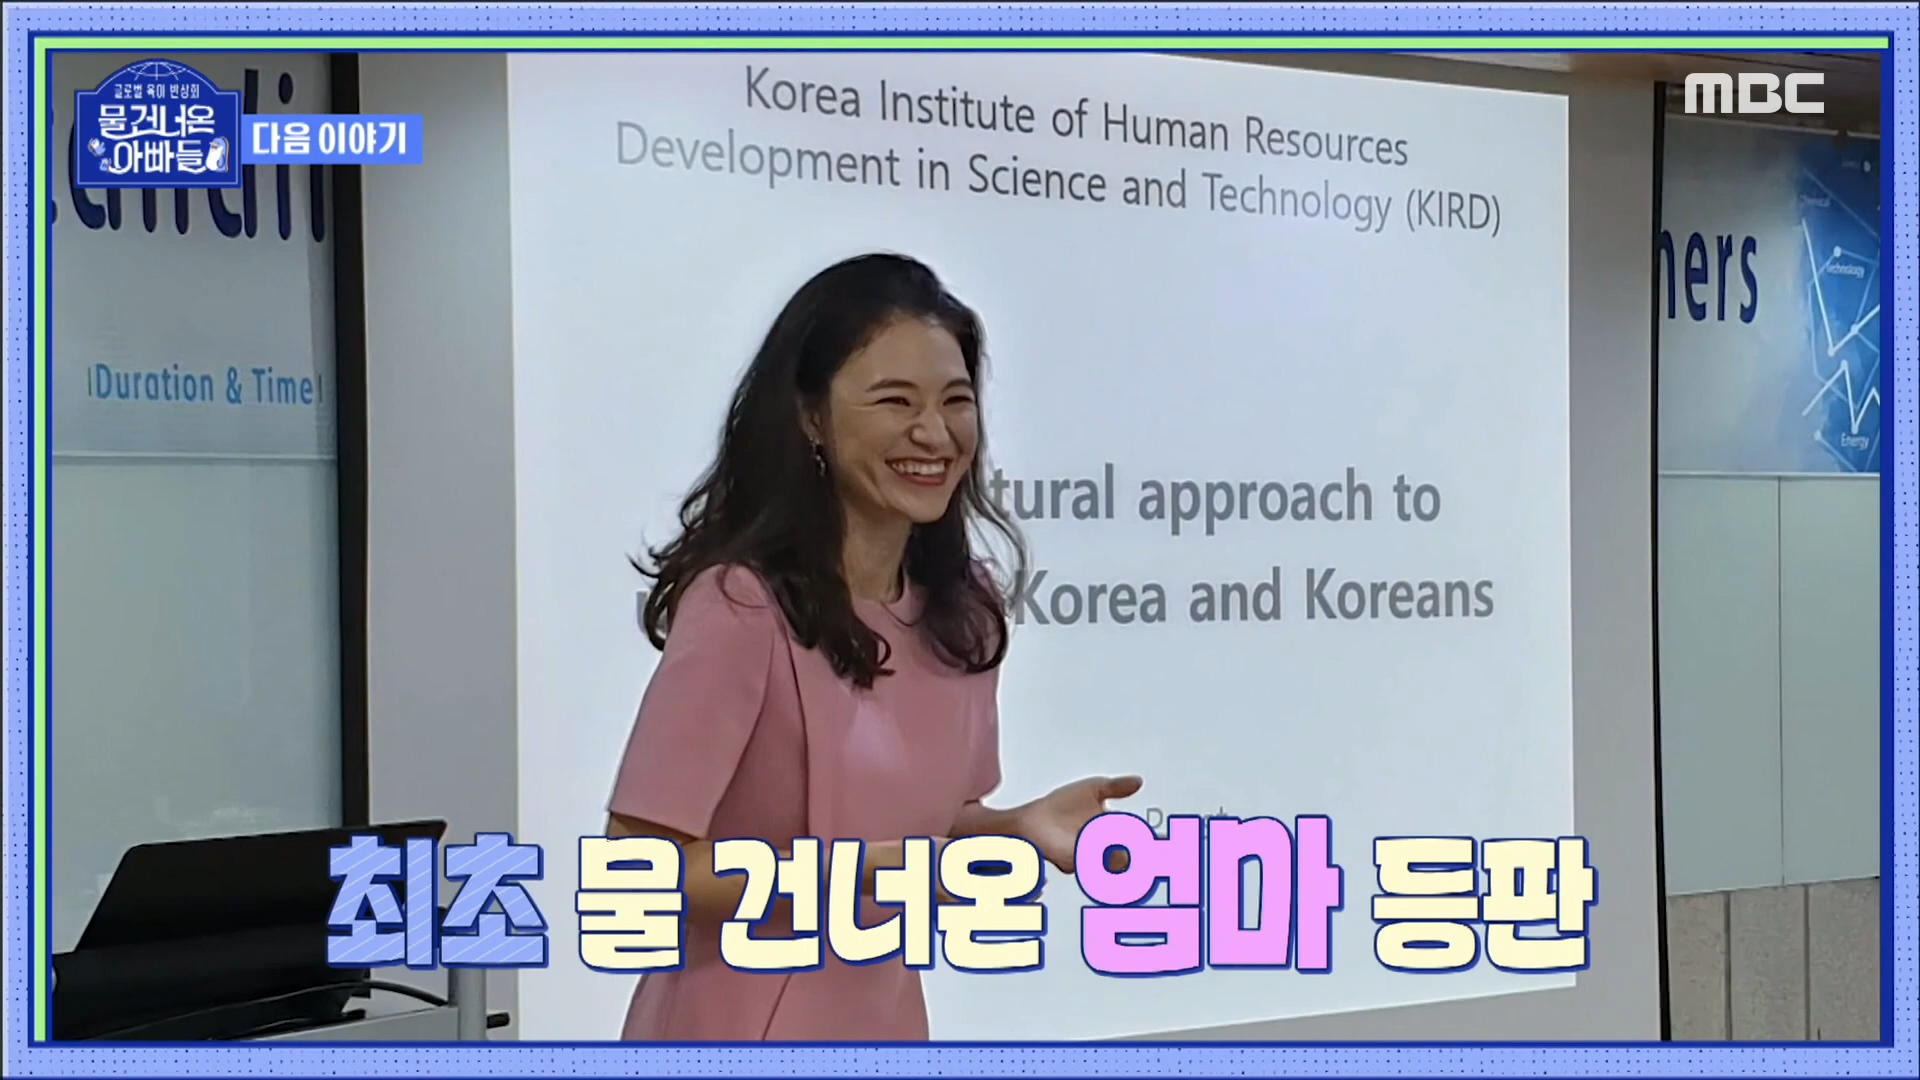 글로벌 육아 반상회
물 건너온
아빠들
다음 이야기
MBC
Korea Institute of Human Resources
Development in Science and Technology (KIRD)
Duration & Time
ners
Technology
Energy
tural approach to
Korea and Koreans
최초 물 건너온 엄마 등판